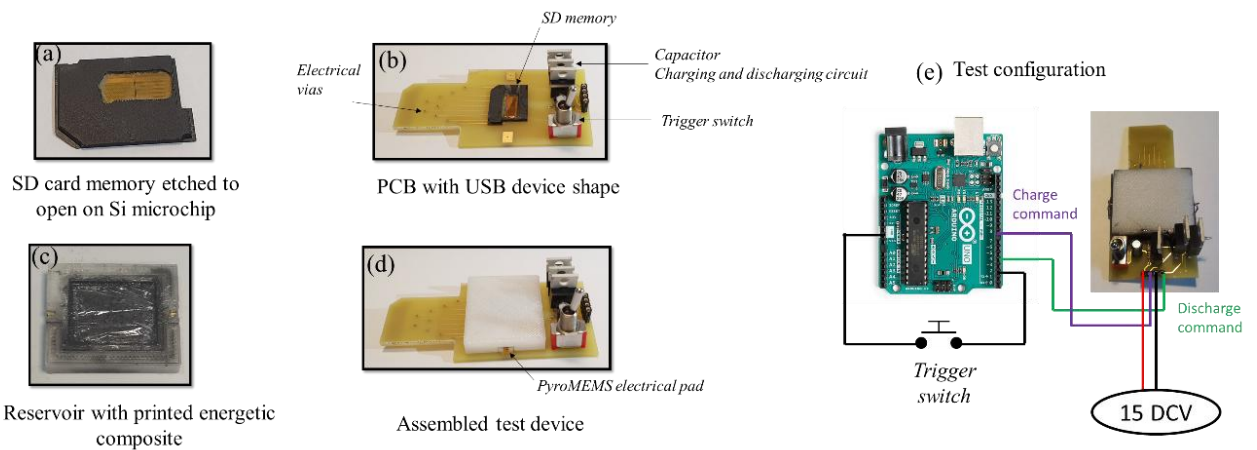 (a)
SD card memory etched to
open on Si microchip
(b)
SD memory
Electrical
vias
Capacitor
Charging and discharging circuit
Trigger switch
PCB with USB device shape
(c)
Reservoir with printed energetic
composite
(d)
PyroMEMS electrical pad
Assembled test device
(e) Test configuration
ARDUINO
UNO
Charge
command
Discharge
command
Trigger
switch
15 DCV